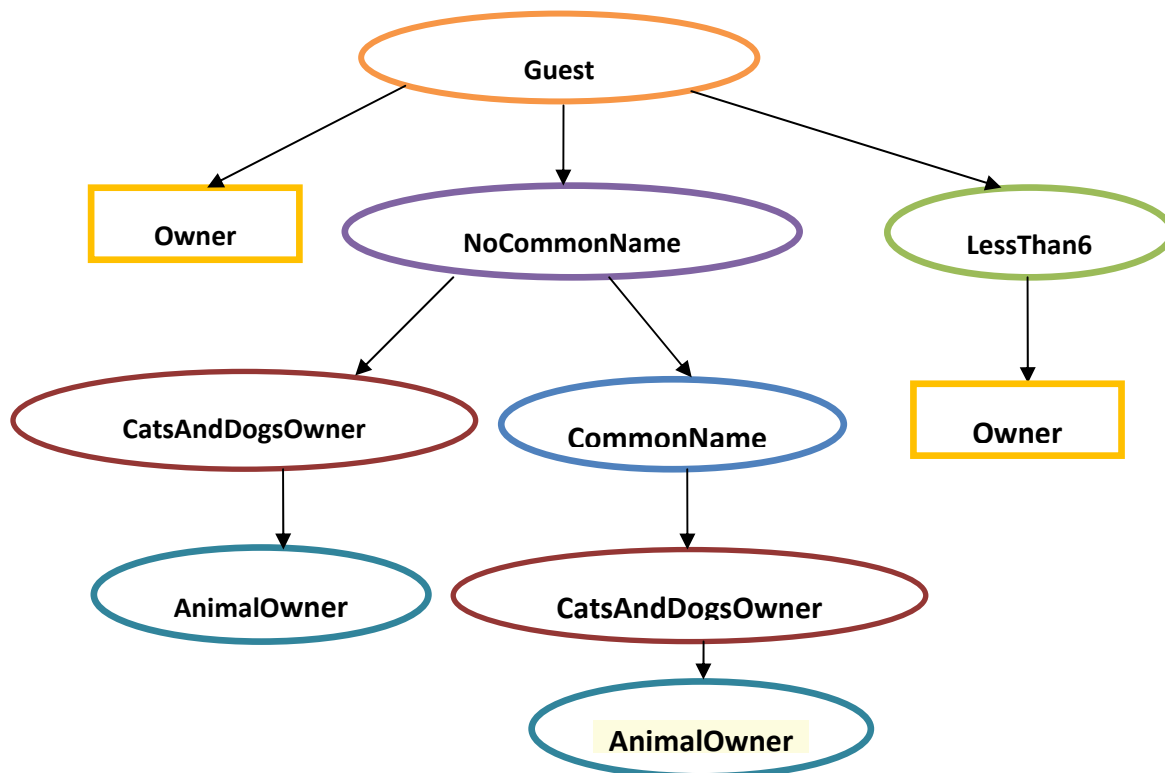 Guest
Owner
NoCommonName
LessThan6
CatsAndDogsOwner
CommonName
Owner
AnimalOwner
CatsAndDogsOwner
AnimalOwner